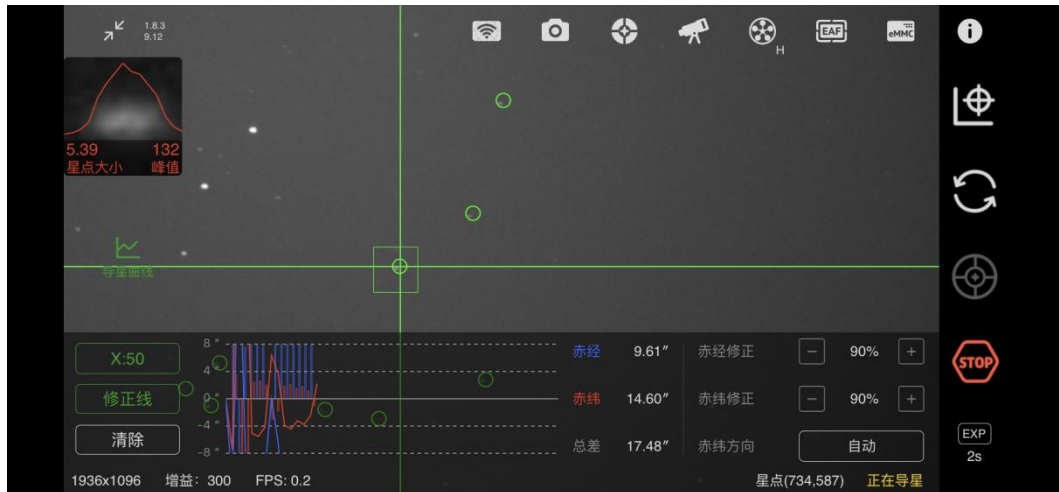 1.8.3
9.12
H
EAF
eMMC
5.39 132
星点大小 峰值
导星曲线
X:50
修正线
清除
8 "
4 "
0 "
-4 "
-8 "
赤经 9.61″ 赤经修正 − 90% +
赤纬 14.60″ 赤纬修正 − 90% +
总差 17.48″ 赤纬方向 自动
STOP
EXP
2s
1936x1096 增益: 300 FPS: 0.2 星点(734,587) 正在导星